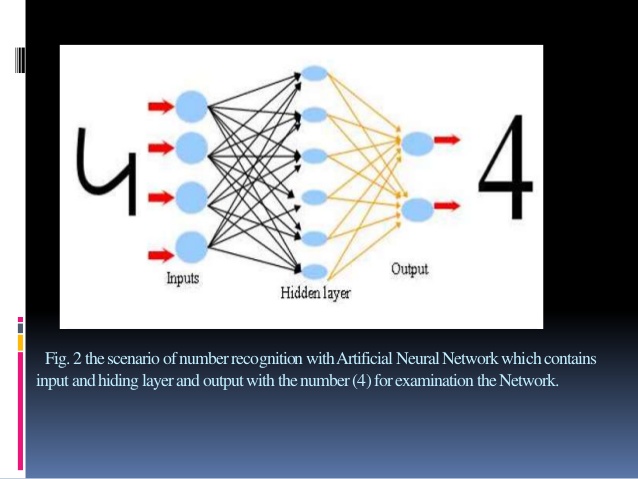 4
Inputs
Hidden layer
Output
4
Fig. 2 the scenario of number recognition with Artificial Neural Network which contains
input and hiding layer and output with the number (4) for examination the Network.